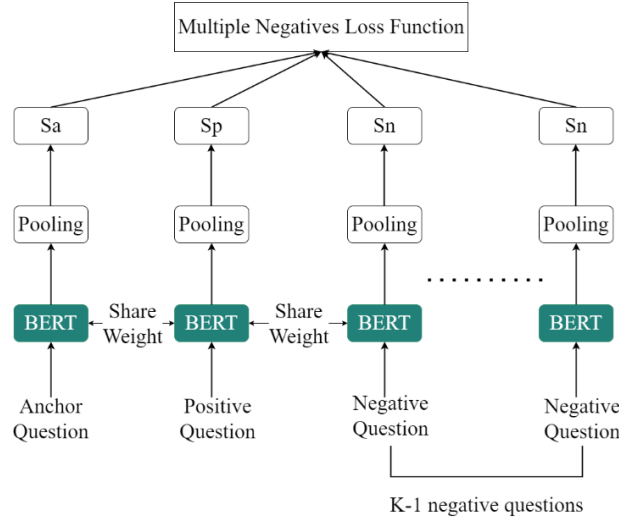 Multiple Negatives Loss Function
Sa
Sp
Sn
Sn
Pooling
Pooling
Pooling
Pooling
BERT
Share
Weight
BERT
Share
Weight
BERT
BERT
Anchor
Question
Positive
Question
Negative
Question
Negative
Question
K-1 negative questions